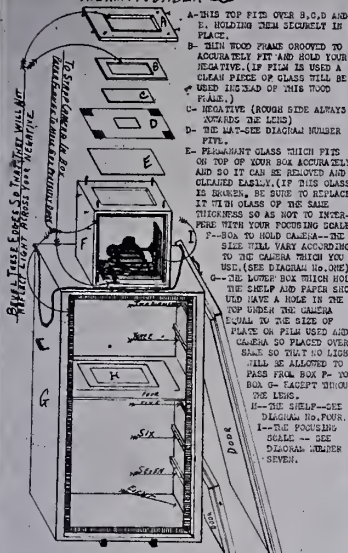 A-THIS TOP FITS OVER B,C,D AND
E. HOLDING THEM SECURELY IN
PLACE.
B- THIN WOOD FRAME GROOVED TO
ACCURATELY FIT AND HOLD YOUR
NEGATIVE.(IF FILM IS USED A
CLEAN PIECE OF GLASS WILL BE
USED INSTEAD OF THIS WOOD
FRAME.)
C- NEGATIVE (ROUGH SIDE ALWAYS
TOWARDS THE LENS)
D- THE MAT-SEE DIAGRAM NUMBER
FIVE.
E- PERMANANT GLASS WHICH FITS
ON TOP OF YOUR BOX ACCURATELY
AND SO IT CAN BE REMOVED AND
CLEANED EASILY.(IF THIS GLASS
IS BROKEN, BE SURE TO REPLACE
IT WITH GLASS OF THE SAME
THICKNESS SO AS NOT TO INTER-
FERE WITH YOUR FOCUSING SCALE.
F--BOX TO HOLD CAMERA--THE
SIZE WILL VARY ACCORDING
TO THE CAMERA WHICH YOU
USE.(SEE DIAGRAM No.ONE)
G--THE LOWER BOX WHICH HOLDS
THE SHELF AND PAPER SHO
ULD HAVE A HOLE IN THE
TOP UNDER THE CAMERA
EQUAL TO THE SIZE OF
PLATE OR FILM USED AND
CAMERA SO PLACED OVER
SAME SO THAT NO LIGHT
WILL BE ALLOWED TO
PASS FROM BOX F- TO
BOX G- EXCEPT THROUGH
THE LENS.
H--THE SHELF--SEE
DIAGRAM No.FOUR.
I--THE FOCUSING
SCALE -- SEE
DIAGRAM NUMBER
SEVEN.
A
B
C
D
E
F
I
G
H
FOUR
FIVE
SIX
SEVEN
EIGHT
DOOR
DOOR
BEVEL THESE EDGES SO THAT THEY WILL NOT
REFLECT LIGHT ACROSS YOUR NEGATIVE
TO STRAP CAMERA IN BOX